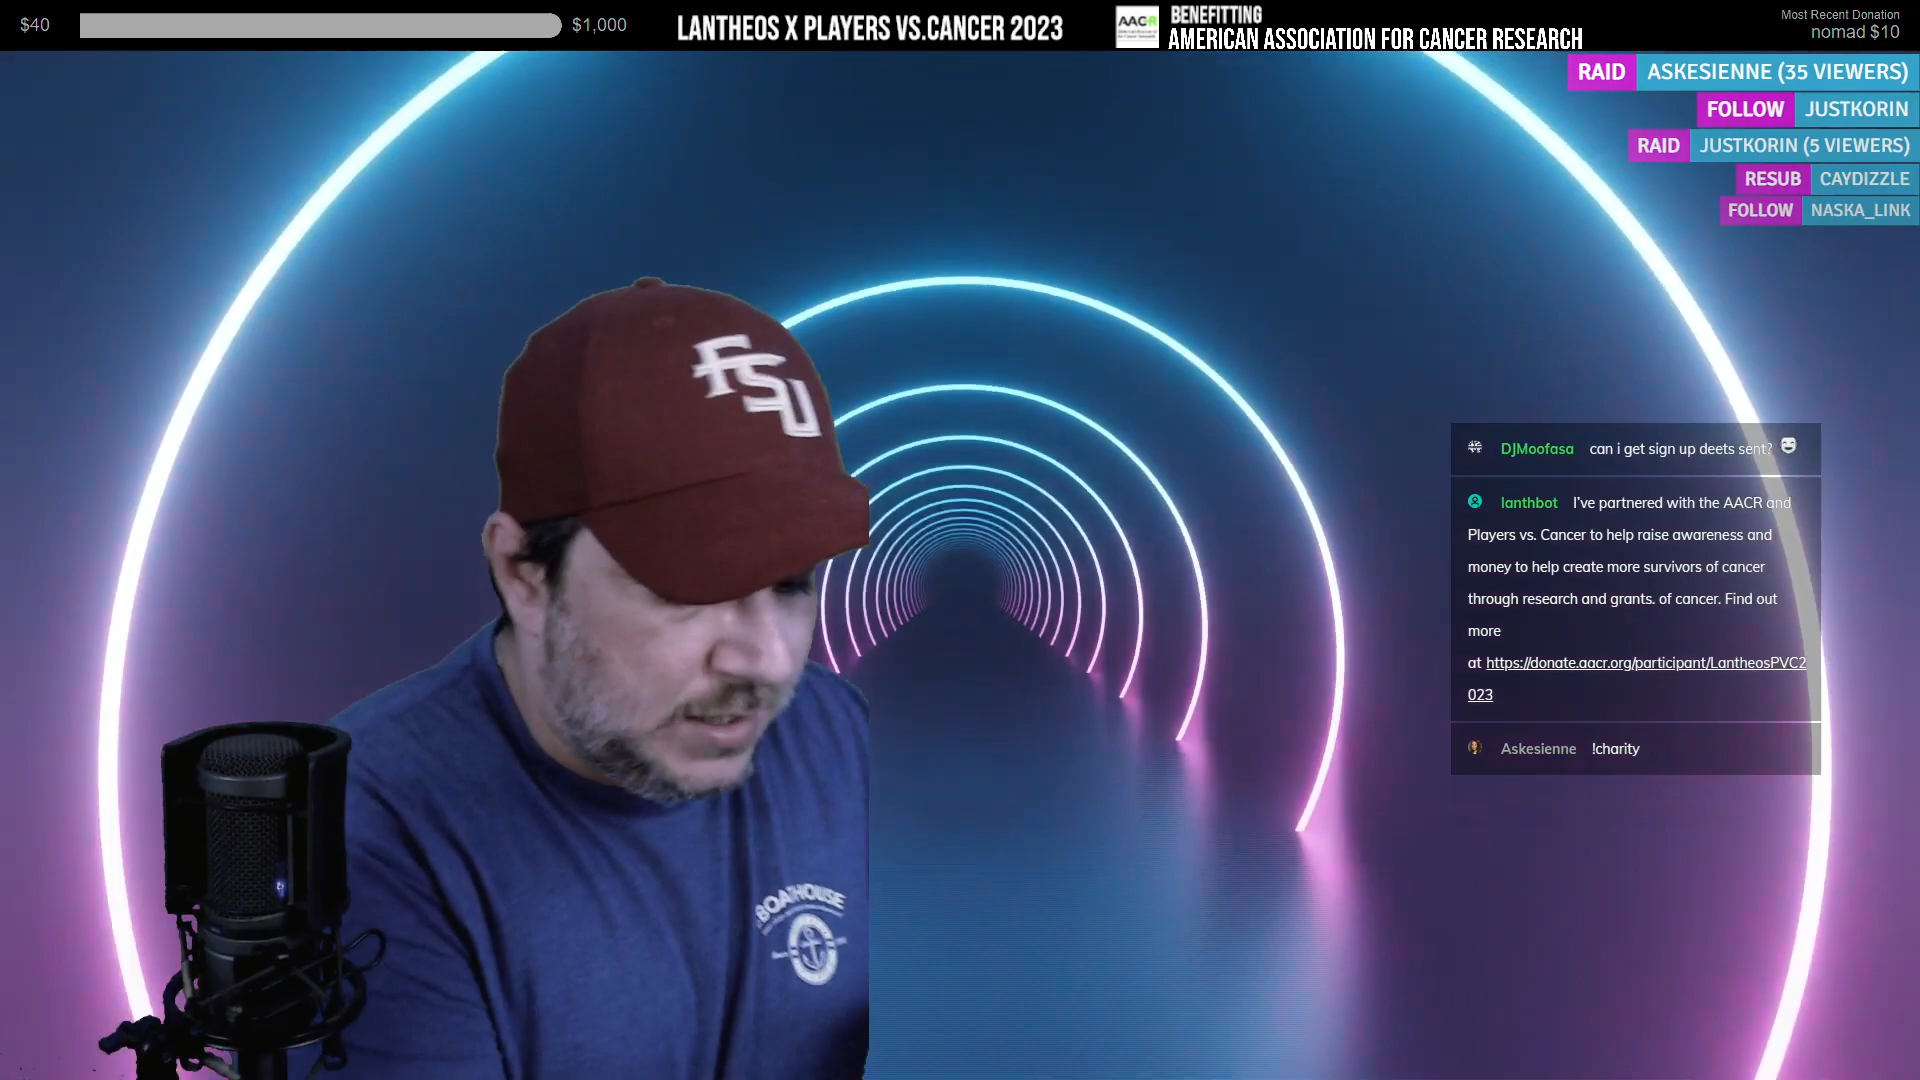 $40
$1,000
LANTHEOS X PLAYERS VS.CANCER 2023
AACR
BENEFITTING
AMERICAN ASSOCIATION FOR CANCER RESEARCH
Most Recent Donation
nomad $10
RAID ASKESIENNE (35 VIEWERS)
FOLLOW JUSTKORIN
RAID JUSTKORIN (5 VIEWERS)
RESUB CAYDIZZLE
FOLLOW NASKA_LINK
FSU
DJMoofasa can i get sign up deets sent?
lanthbot I've partnered with the AACR and
Players vs. Cancer to help raise awareness and
money to help create more survivors of cancer
through research and grants. of cancer. Find out
more
at https://donate.aacr.org/participant/LantheosPVC2
023
Askesienne !charity
BOATHOUSE